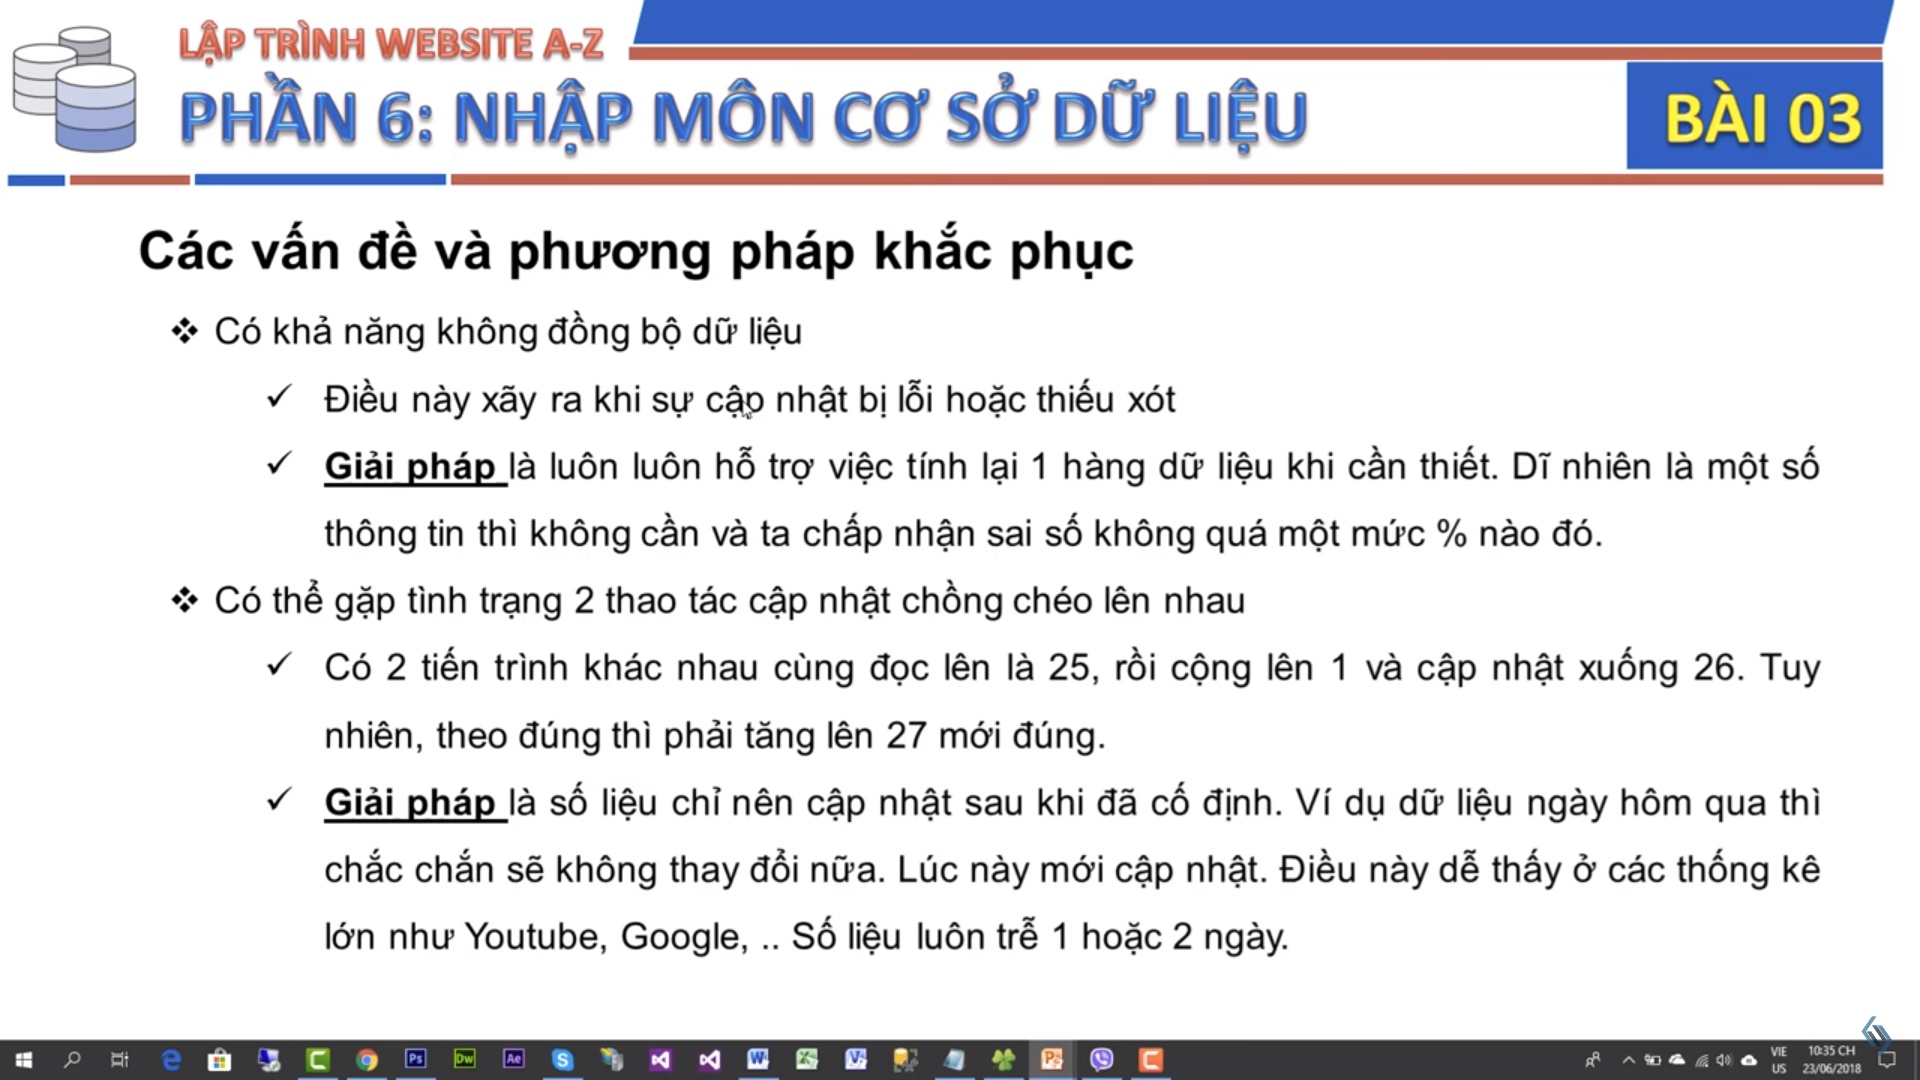 LẬP TRÌNH WEBSITE A-Z
PHẦN 6: NHẬP MÔN CƠ SỞ DỮ LIỆU
BÀI 03
Các vấn đề và phương pháp khắc phục
❖ Có khả năng không đồng bộ dữ liệu
✓ Điều này xãy ra khi sự cập nhật bị lỗi hoặc thiếu xót
✓ Giải pháp là luôn luôn hỗ trợ việc tính lại 1 hàng dữ liệu khi cần thiết. Dĩ nhiên là một số
thông tin thì không cần và ta chấp nhận sai số không quá một mức % nào đó.
❖ Có thể gặp tình trạng 2 thao tác cập nhật chồng chéo lên nhau
✓ Có 2 tiến trình khác nhau cùng đọc lên là 25, rồi cộng lên 1 và cập nhật xuống 26. Tuy
nhiên, theo đúng thì phải tăng lên 27 mới đúng.
✓ Giải pháp là số liệu chỉ nên cập nhật sau khi đã cố định. Ví dụ dữ liệu ngày hôm qua thì
chắc chắn sẽ không thay đổi nữa. Lúc này mới cập nhật. Điều này dễ thấy ở các thống kê
lớn như Youtube, Google, .. Số liệu luôn trễ 1 hoặc 2 ngày.
Ps Dw Ae
VIE
US
10:35 CH
23/06/2018